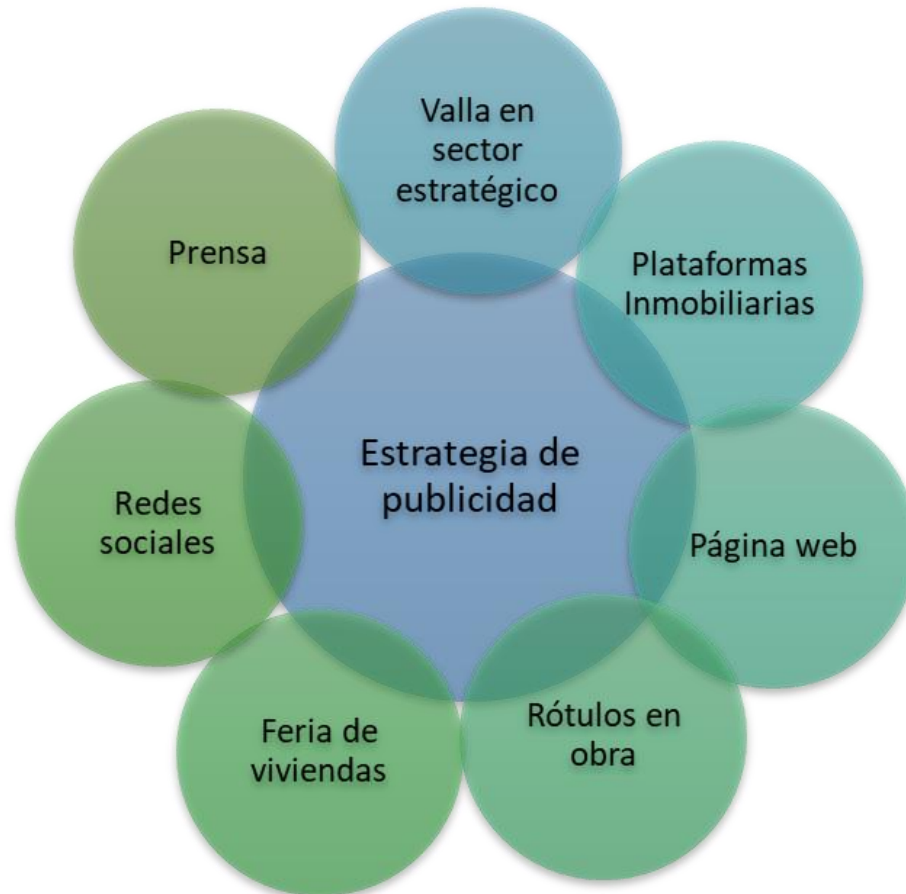 Valla en
sector
estratégico
Plataformas
Inmobiliarias
Página web
Rótulos en
obra
Feria de
viviendas
Redes
sociales
Prensa
Estrategia de
publicidad